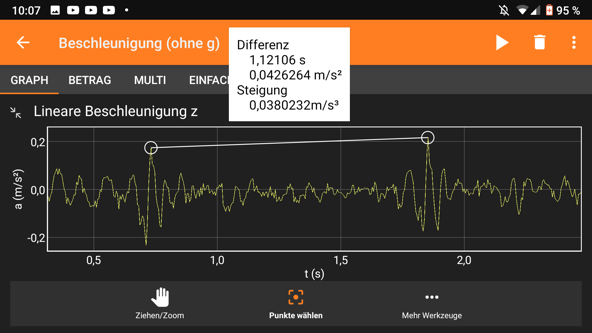 10:07
95 %
Beschleunigung (ohne g)
Differenz
1,12106 s
0,0426264 m/s²
Steigung
0,0380232m/s³
GRAPH BETRAG MULTI EINFAC
Lineare Beschleunigung z
a (m/s²)
0,2
0,0
-0,2
0,5 1,0 1,5 2,0
t (s)
Ziehen/Zoom Punkte wählen Mehr Werkzeuge